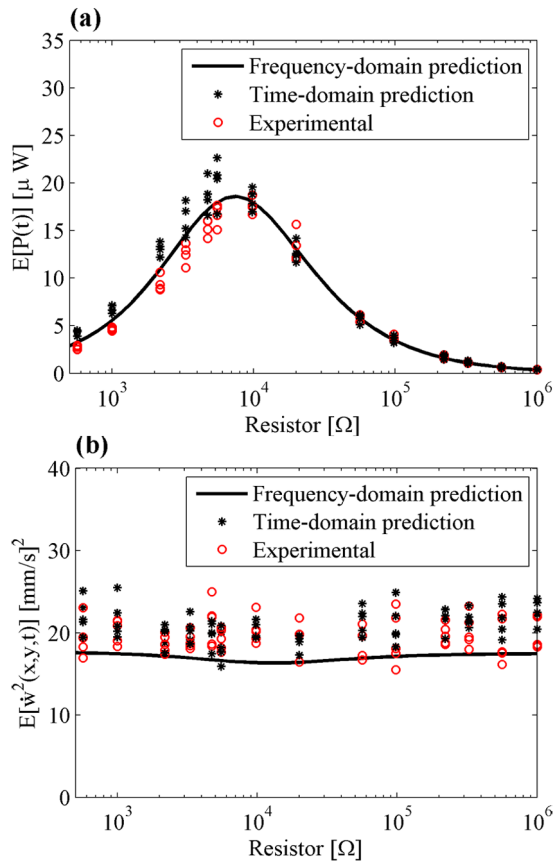 (a)
35
30
25
20
15
10
5
0
E[P(t)] [μ W]
Frequency-domain prediction
Time-domain prediction
Experimental
10³ 10⁴ 10⁵ 10⁶
Resistor [Ω]
(b)
40
30
20
10
0
E[ẇ²(x,y,t)] [mm/s]²
Frequency-domain prediction
Time-domain prediction
Experimental
10³ 10⁴ 10⁵ 10⁶
Resistor [Ω]